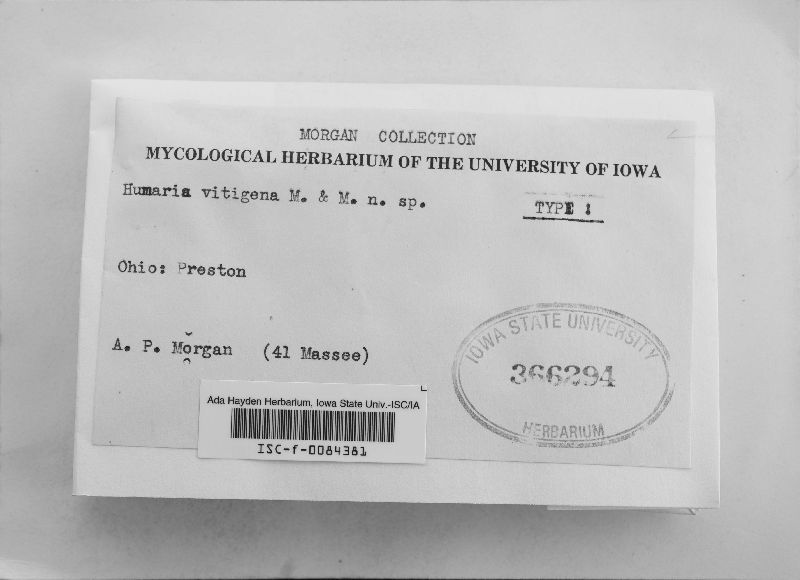 MORGAN COLLECTION
MYCOLOGICAL HERBARIUM OF THE UNIVERSITY OF IOWA
Humaria vitigena M. & M. n. sp.
TYPE !
Ohio: Preston
A. P. Morgan (41 Massee)
IOWA STATE UNIVERSITY
366294
HERBARIUM
Ada Hayden Herbarium, Iowa State Univ.-ISC/IA
ISC-f-0084381